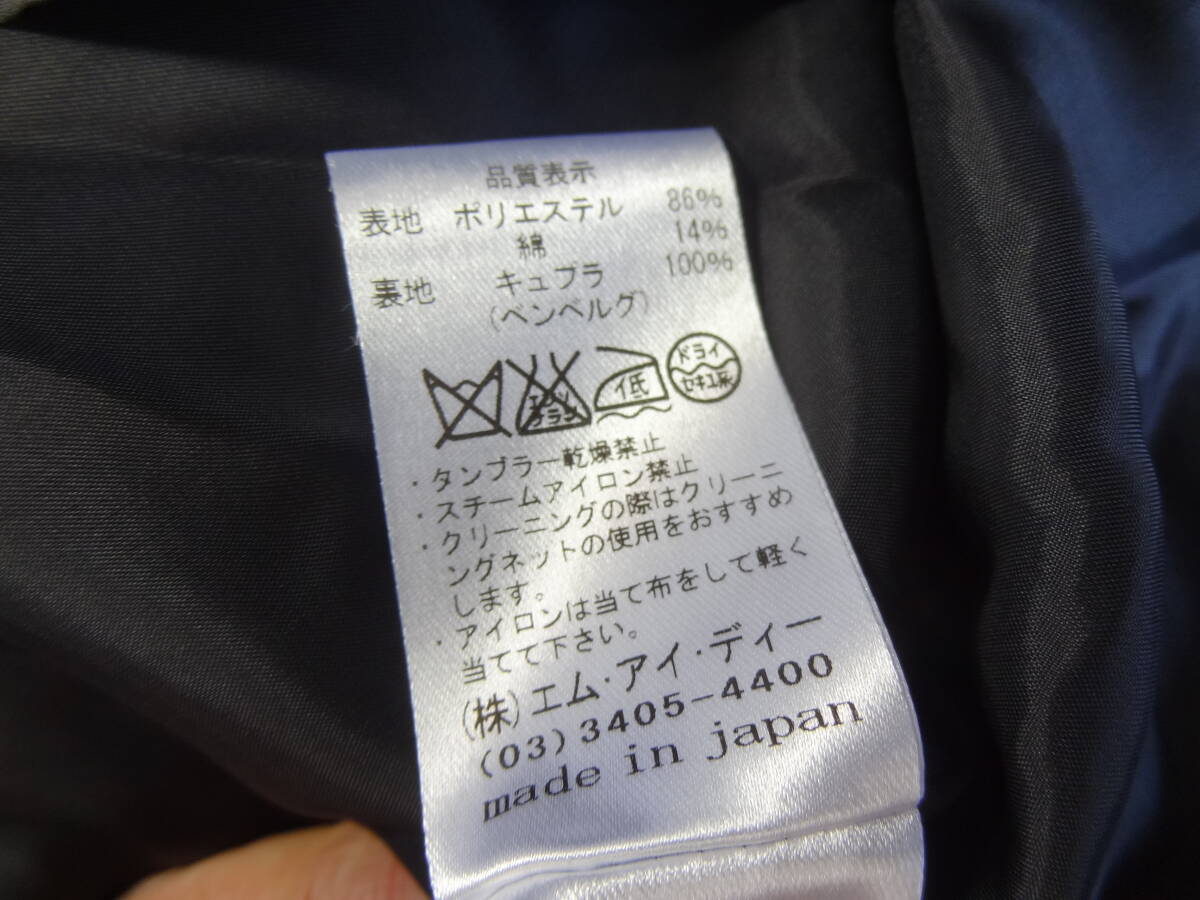 品質表示
表地 ポリエステル 86%
綿 14%
裏地 キュプラ 100%
(ベンベルグ)
エンソ
サラシ
低
ドライ
セキユ系
・タンブラー乾燥禁止
・スチームアイロン禁止
・クリーニングの際はクリーニ
ングネットの使用をおすすめ
します。
・アイロンは当て布をして軽く
当てて下さい。
(株)エム・アイ・ディー
(03)3405-4400
made in japan